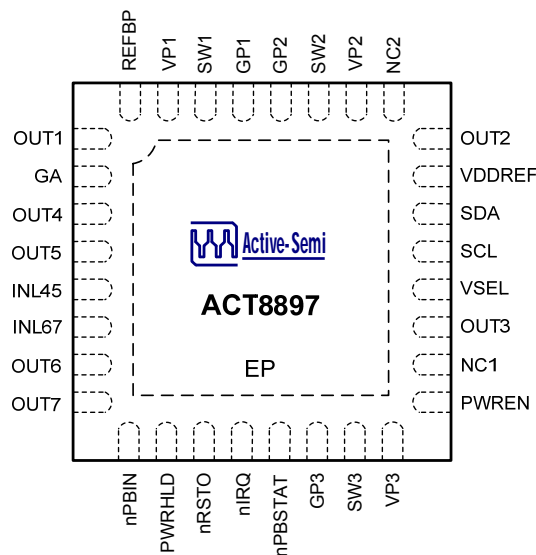 REFBP
VP1
SW1
GP1
GP2
SW2
VP2
NC2
OUT1
GA
OUT4
OUT5
INL45
INL67
OUT6
OUT7
Active-Semi
ACT8897
EP
OUT2
VDDREF
SDA
SCL
VSEL
OUT3
NC1
PWREN
nPBIN
PWRHLD
nRSTO
nIRQ
nPBSTAT
GP3
SW3
VP3